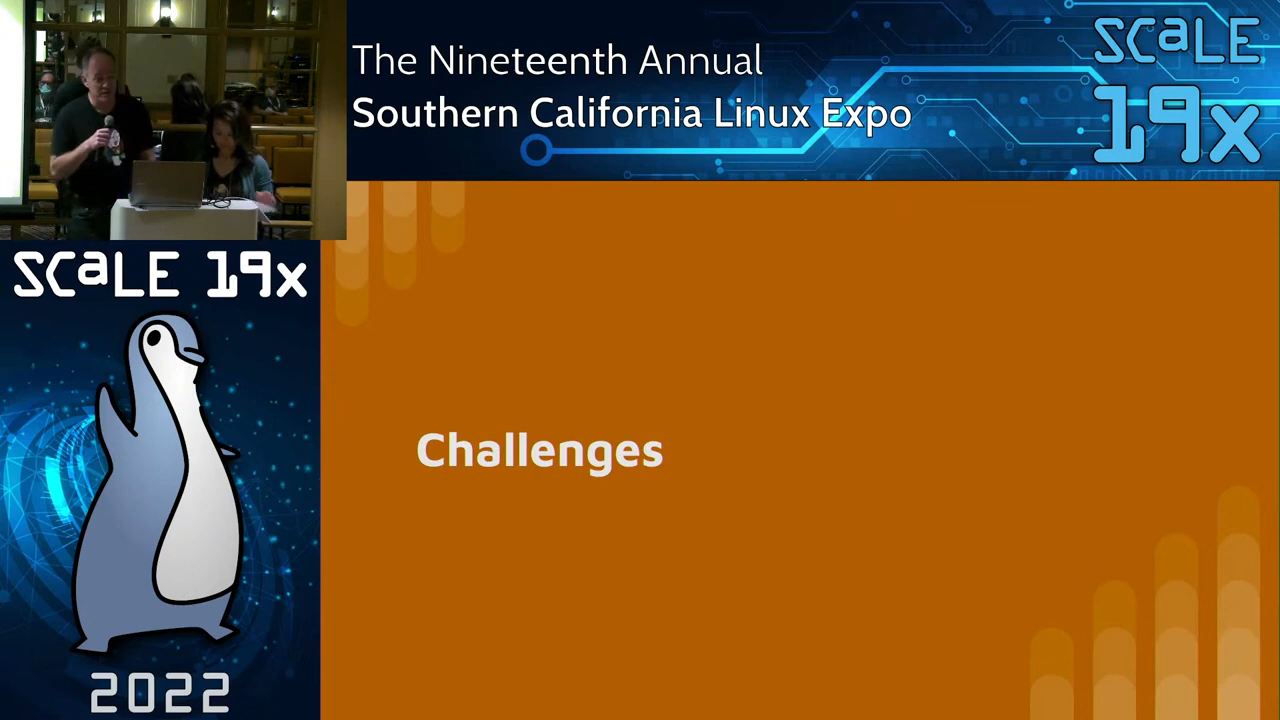 The Nineteenth Annual
Southern California Linux Expo
SCaLE
19x
SCaLE 19x
Challenges
2022